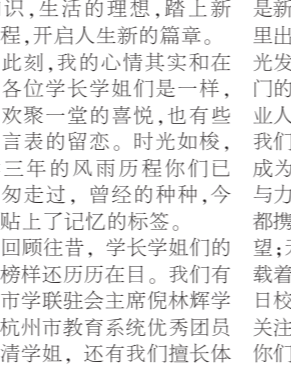 识,生活的理想,踏上新
程,开启人生新的篇章。
此刻,我的心情其实和在
各位学长学姐们是一样,
欢聚一堂的喜悦,也有些
言表的留恋。时光如梭,
三年的风雨历程你们已
匆走过，曾经的种种,今
贴上了记忆的标签。
回顾往昔，学长学姐们的
榜样还历历在目。我们有
市学联驻会主席倪林辉学
杭州市教育系统优秀团员
清学姐，还有我们擅长体
是新
里出
光发
门的
业人
我们
成为
与力
都携
望;无
载着
日校
关注
你们